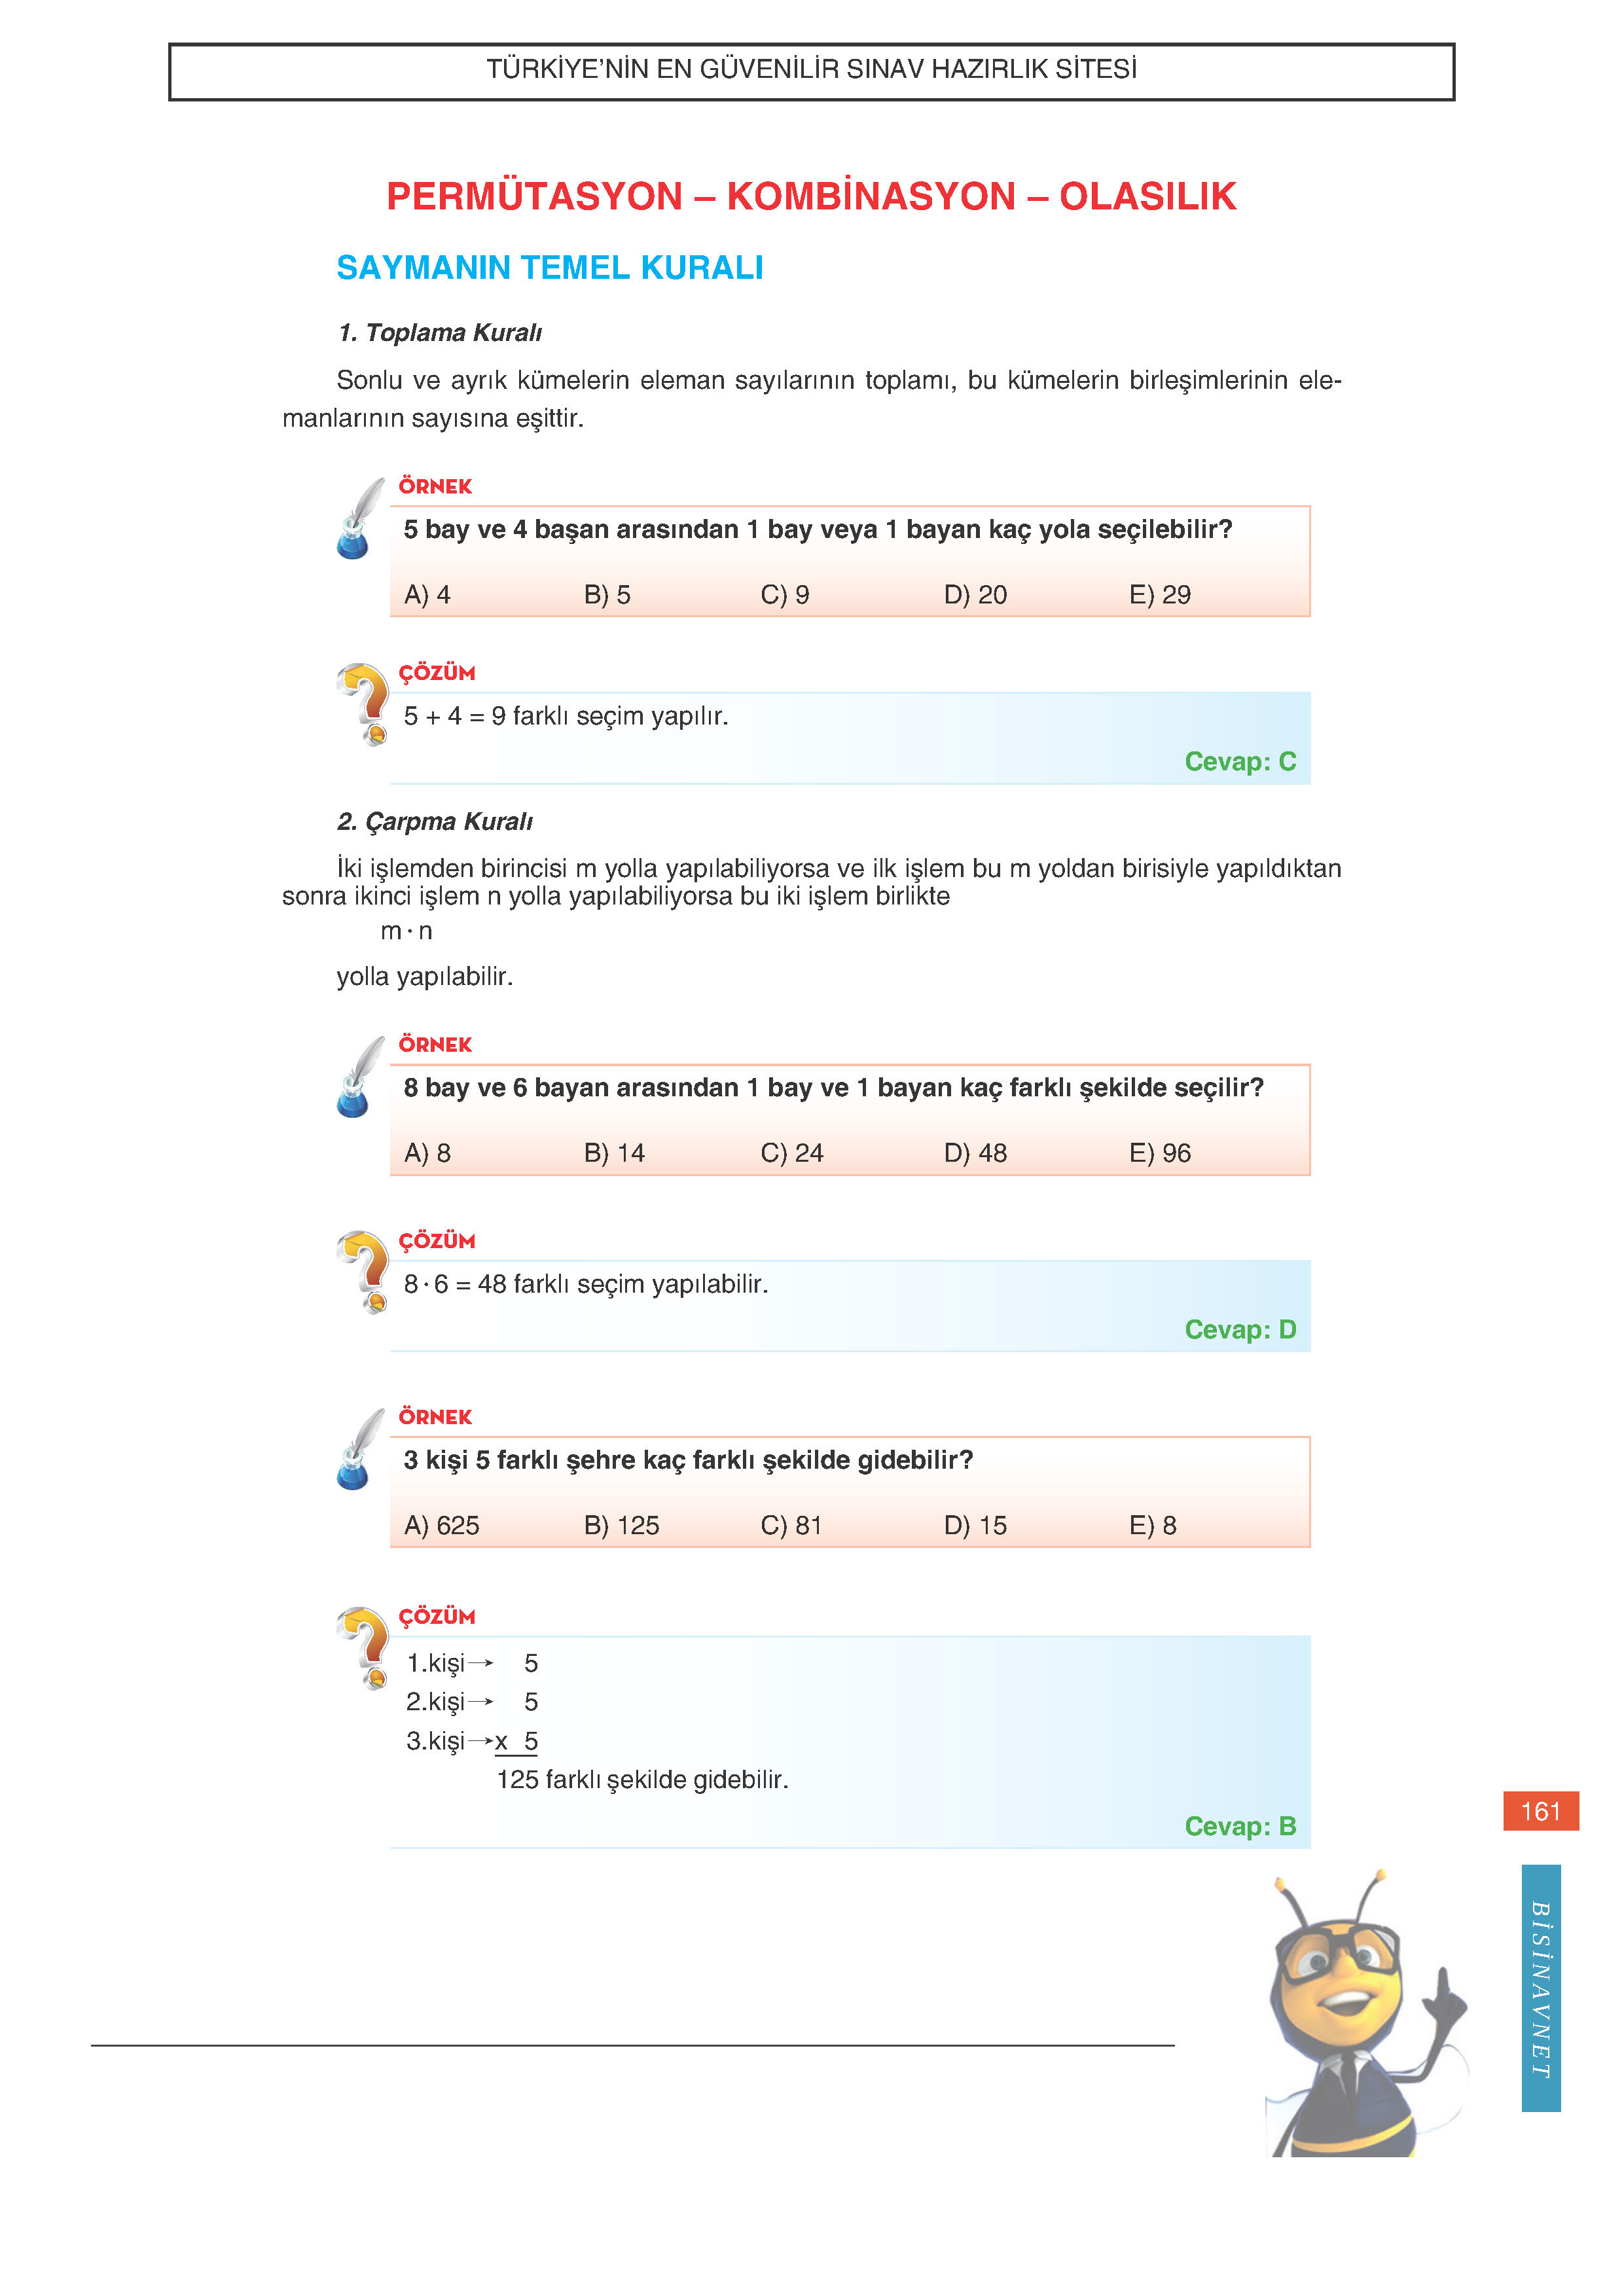 TÜRKİYE’NİN EN GÜVENİLİR SINAV HAZIRLIK SİTESİ
PERMÜTASYON – KOMBİNASYON – OLASILIK
SAYMANIN TEMEL KURALI
1. Toplama Kuralı
Sonlu ve ayrık kümelerin eleman sayılarının toplamı, bu kümelerin birleşimlerinin ele-
manlarının sayısına eşittir.
ÖRNEK
5 bay ve 4 başan arasından 1 bay veya 1 bayan kaç yola seçilebilir?
A) 4 B) 5 C) 9 D) 20 E) 29
ÇÖZÜM
5 + 4 = 9 farklı seçim yapılır.
Cevap: C
2. Çarpma Kuralı
İki işlemden birincisi m yolla yapılabiliyorsa ve ilk işlem bu m yoldan birisiyle yapıldıktan
sonra ikinci işlem n yolla yapılabiliyorsa bu iki işlem birlikte
m · n
yolla yapılabilir.
ÖRNEK
8 bay ve 6 bayan arasından 1 bay ve 1 bayan kaç farklı şekilde seçilir?
A) 8 B) 14 C) 24 D) 48 E) 96
ÇÖZÜM
8 · 6 = 48 farklı seçim yapılabilir.
Cevap: D
ÖRNEK
3 kişi 5 farklı şehre kaç farklı şekilde gidebilir?
A) 625 B) 125 C) 81 D) 15 E) 8
ÇÖZÜM
1.kişi→ 5
2.kişi→ 5
3.kişi→x 5
125 farklı şekilde gidebilir.
Cevap: B
161
BİSİNAVNET